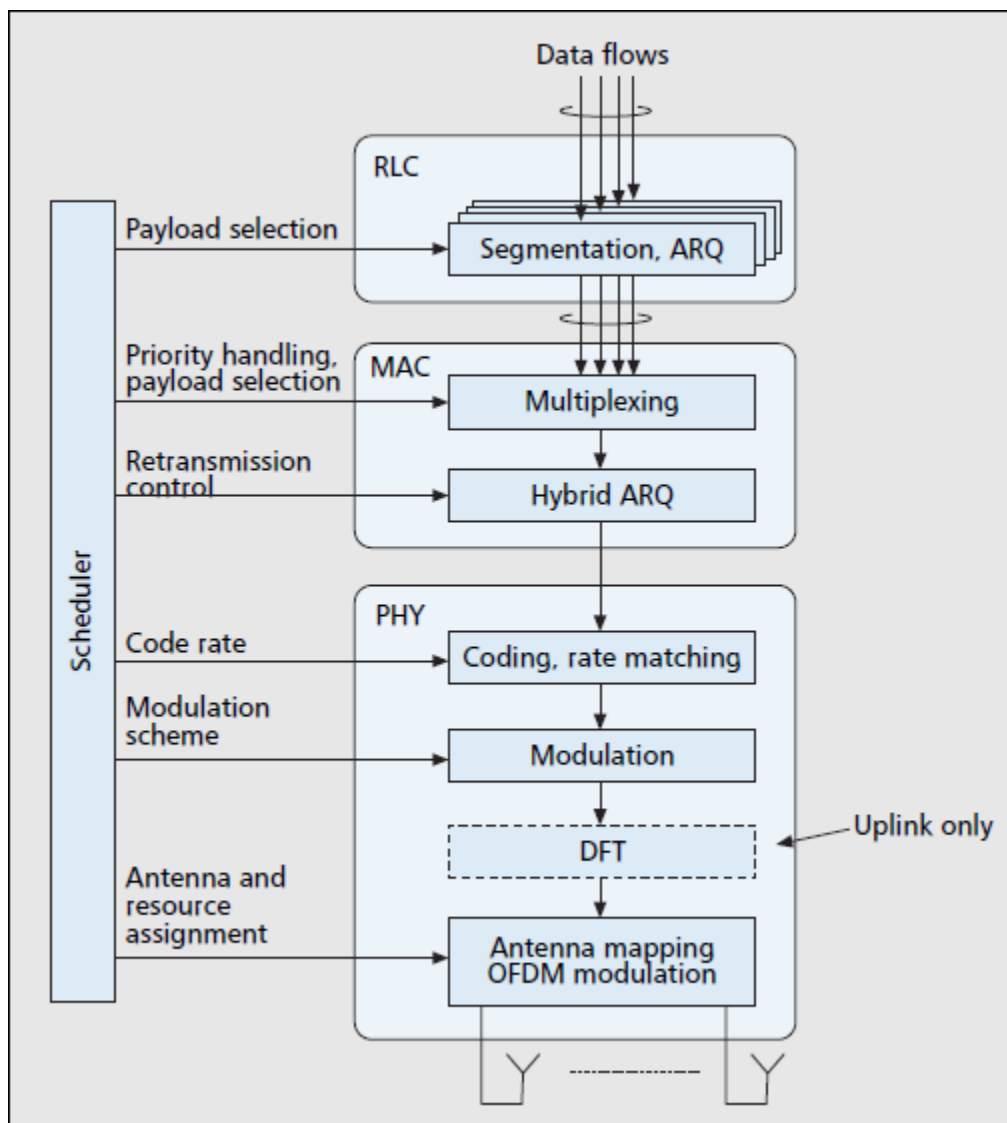 Data flows
RLC
Payload selection
Segmentation, ARQ
Priority handling,
payload selection
MAC
Multiplexing
Retransmission
control
Hybrid ARQ
Scheduler
PHY
Code rate
Coding, rate matching
Modulation
scheme
Modulation
Uplink only
DFT
Antenna and
resource
assignment
Antenna mapping
OFDM modulation